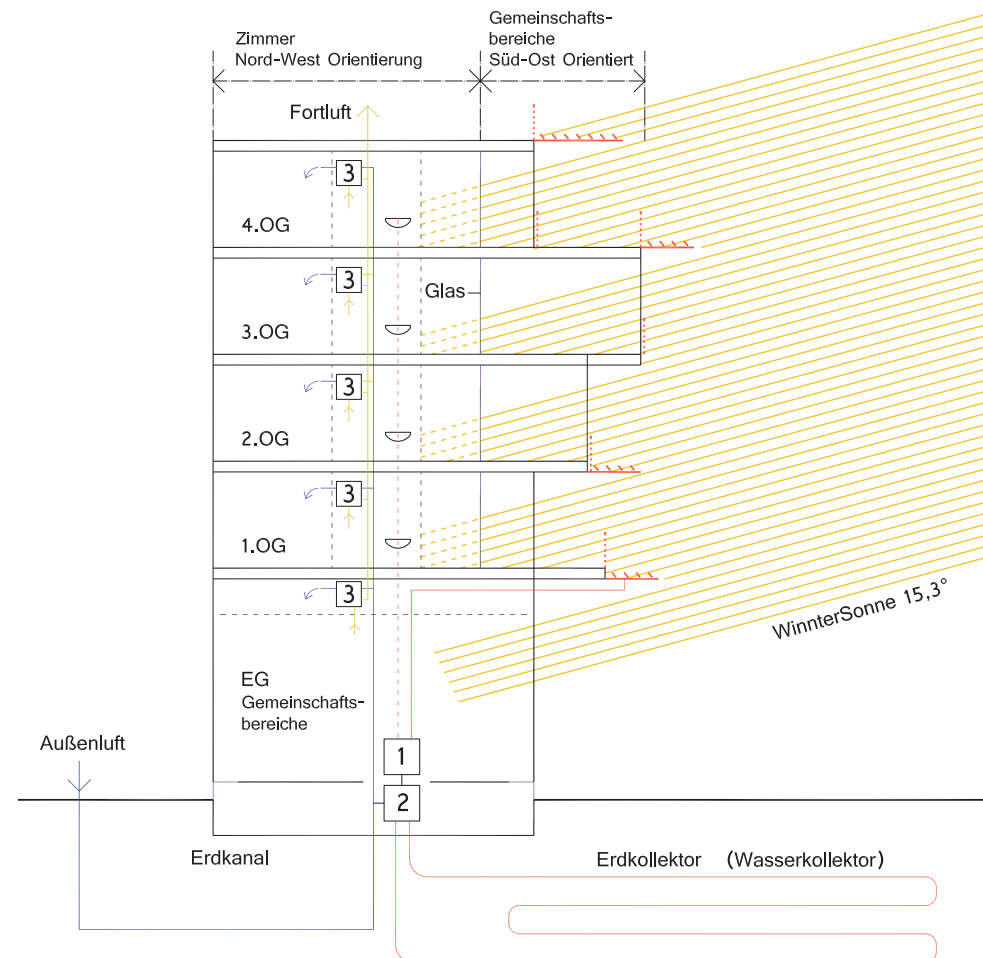 Zimmer
Nord-West Orientierung
Gemeinschafts-
bereiche
Süd-Ost Orientiert
Fortluft
3
4.OG
3
Glas
3.OG
3
2.OG
3
1.OG
3
WinnterSonne 15,3°
EG
Gemeinschafts-
bereiche
Außenluft
1
2
Erdkanal
Erdkollektor (Wasserkollektor)